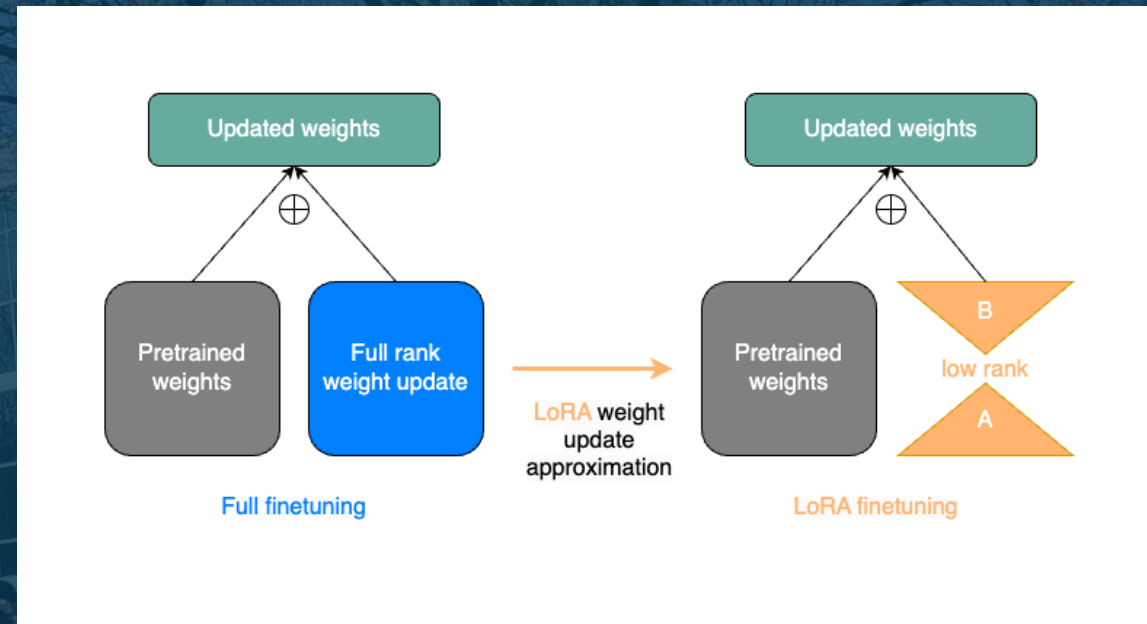 Updated weights
Pretrained
weights
Full rank
weight update
Full finetuning
LoRA weight
update
approximation
Updated weights
Pretrained
weights
B
low rank
A
LoRA finetuning